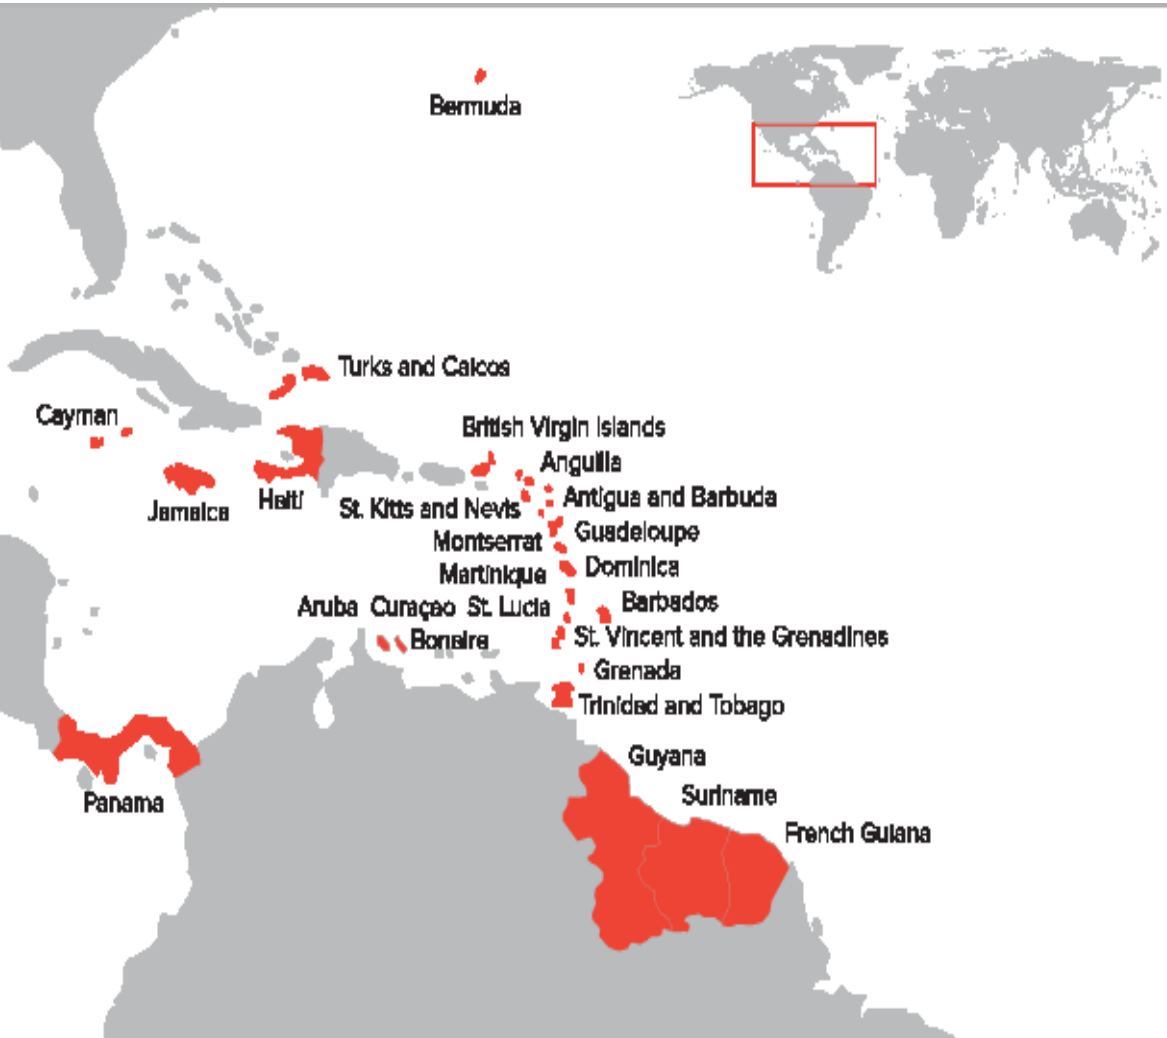 Bermuda
Turks and Caicos
Cayman
British Virgin Islands
Anguilla
Jamaica
Haiti
Antigua and Barbuda
St. Kitts and Nevis
Guadeloupe
Montserrat
Dominica
Martinique
Barbados
Aruba Curaçao St. Lucia
St. Vincent and the Grenadines
Bonaire
Grenada
Trinidad and Tobago
Guyana
Suriname
Panama
French Guiana